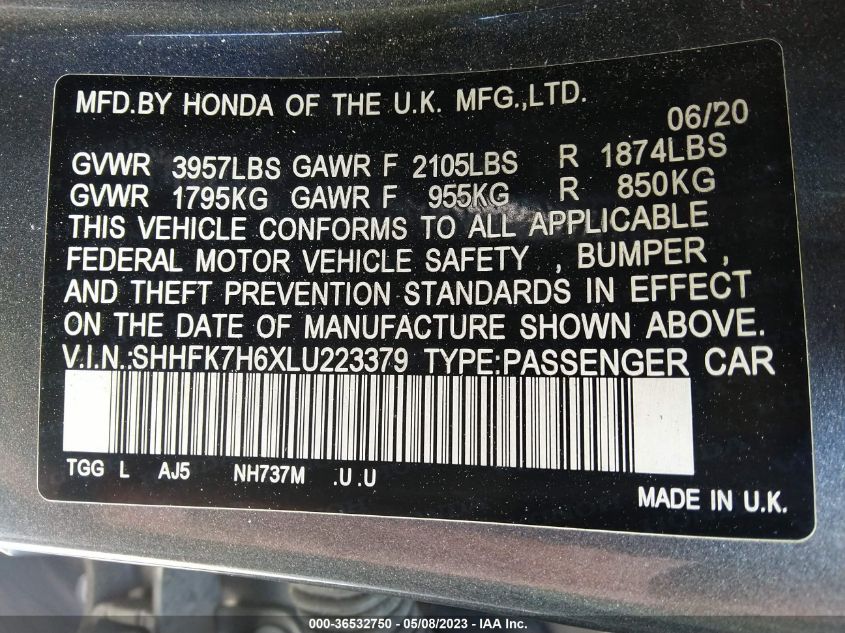 MFD.BY HONDA OF THE U.K. MFG.,LTD.
06/20
GVWR 3957LBS GAWR F 2105LBS R 1874LBS
GVWR 1795KG GAWR F 955KG R 850KG
THIS VEHICLE CONFORMS TO ALL APPLICABLE
FEDERAL MOTOR VEHICLE SAFETY , BUMPER ,
AND THEFT PREVENTION STANDARDS IN EFFECT
ON THE DATE OF MANUFACTURE SHOWN ABOVE.
V.I.N.:SHHFK7H6XLU223379 TYPE:PASSENGER CAR
TGG L AJ5 NH737M .U .U
MADE IN U.K.
000-36532750 - 05/08/2023 - © IAA Inc.